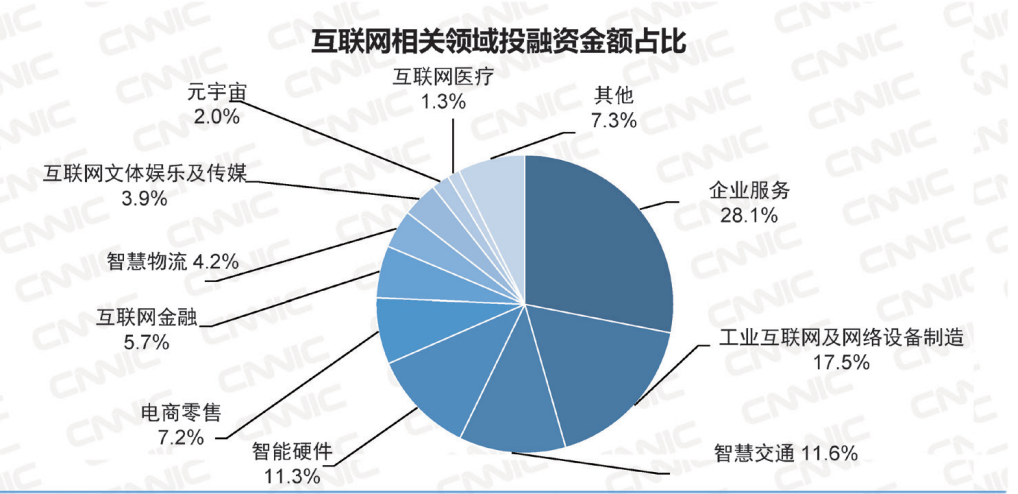 互联网相关领域投融资金额占比
互联网医疗
1.3%
其他
7.3%
元宇宙
2.0%
互联网文体娱乐及传媒
3.9%
企业服务
28.1%
智慧物流 4.2%
互联网金融
5.7%
工业互联网及网络设备制造
17.5%
电商零售
7.2%
智能硬件
11.3%
智慧交通 11.6%
CNNIC